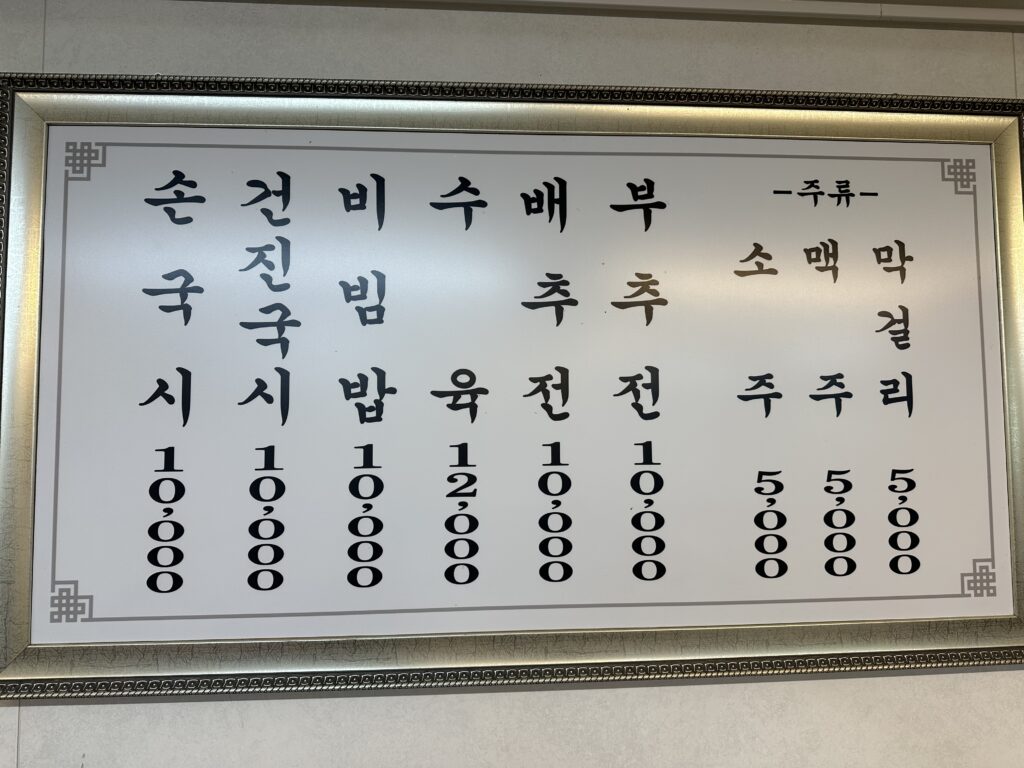 손국시 10,000
건진국시 10,000
비빔밥 10,000
수육 12,000
배추전 10,000
부추전 10,000
-주류-
소주 5,000
맥주 5,000
막걸리 5,000